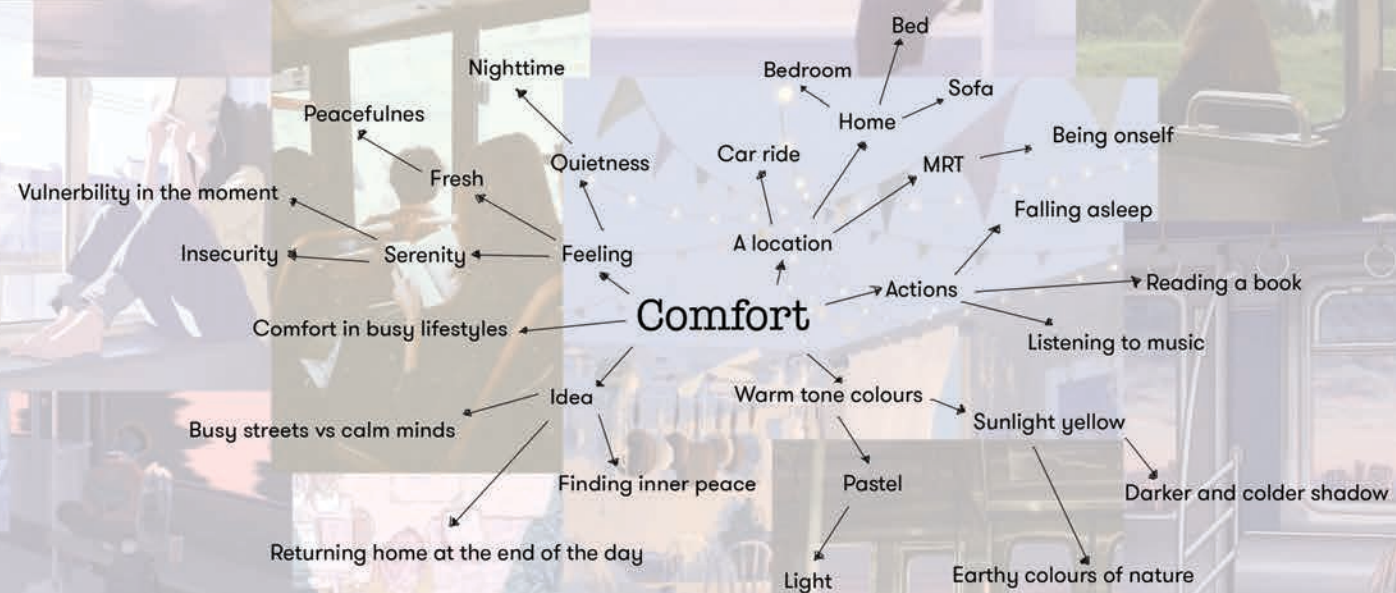 Bed
Nighttime
Bedroom
Sofa
Peacefulnes
Home
Being onself
Car ride
Quietness
MRT
Fresh
Vulnerbility in the moment
Falling asleep
A location
Insecurity
Serenity
Feeling
Reading a book
Actions
Comfort
Comfort in busy lifestyles
Listening to music
Idea
Warm tone colours
Sunlight yellow
Busy streets vs calm minds
Finding inner peace
Pastel
Darker and colder shadow
Returning home at the end of the day
Light
Earthy colours of nature